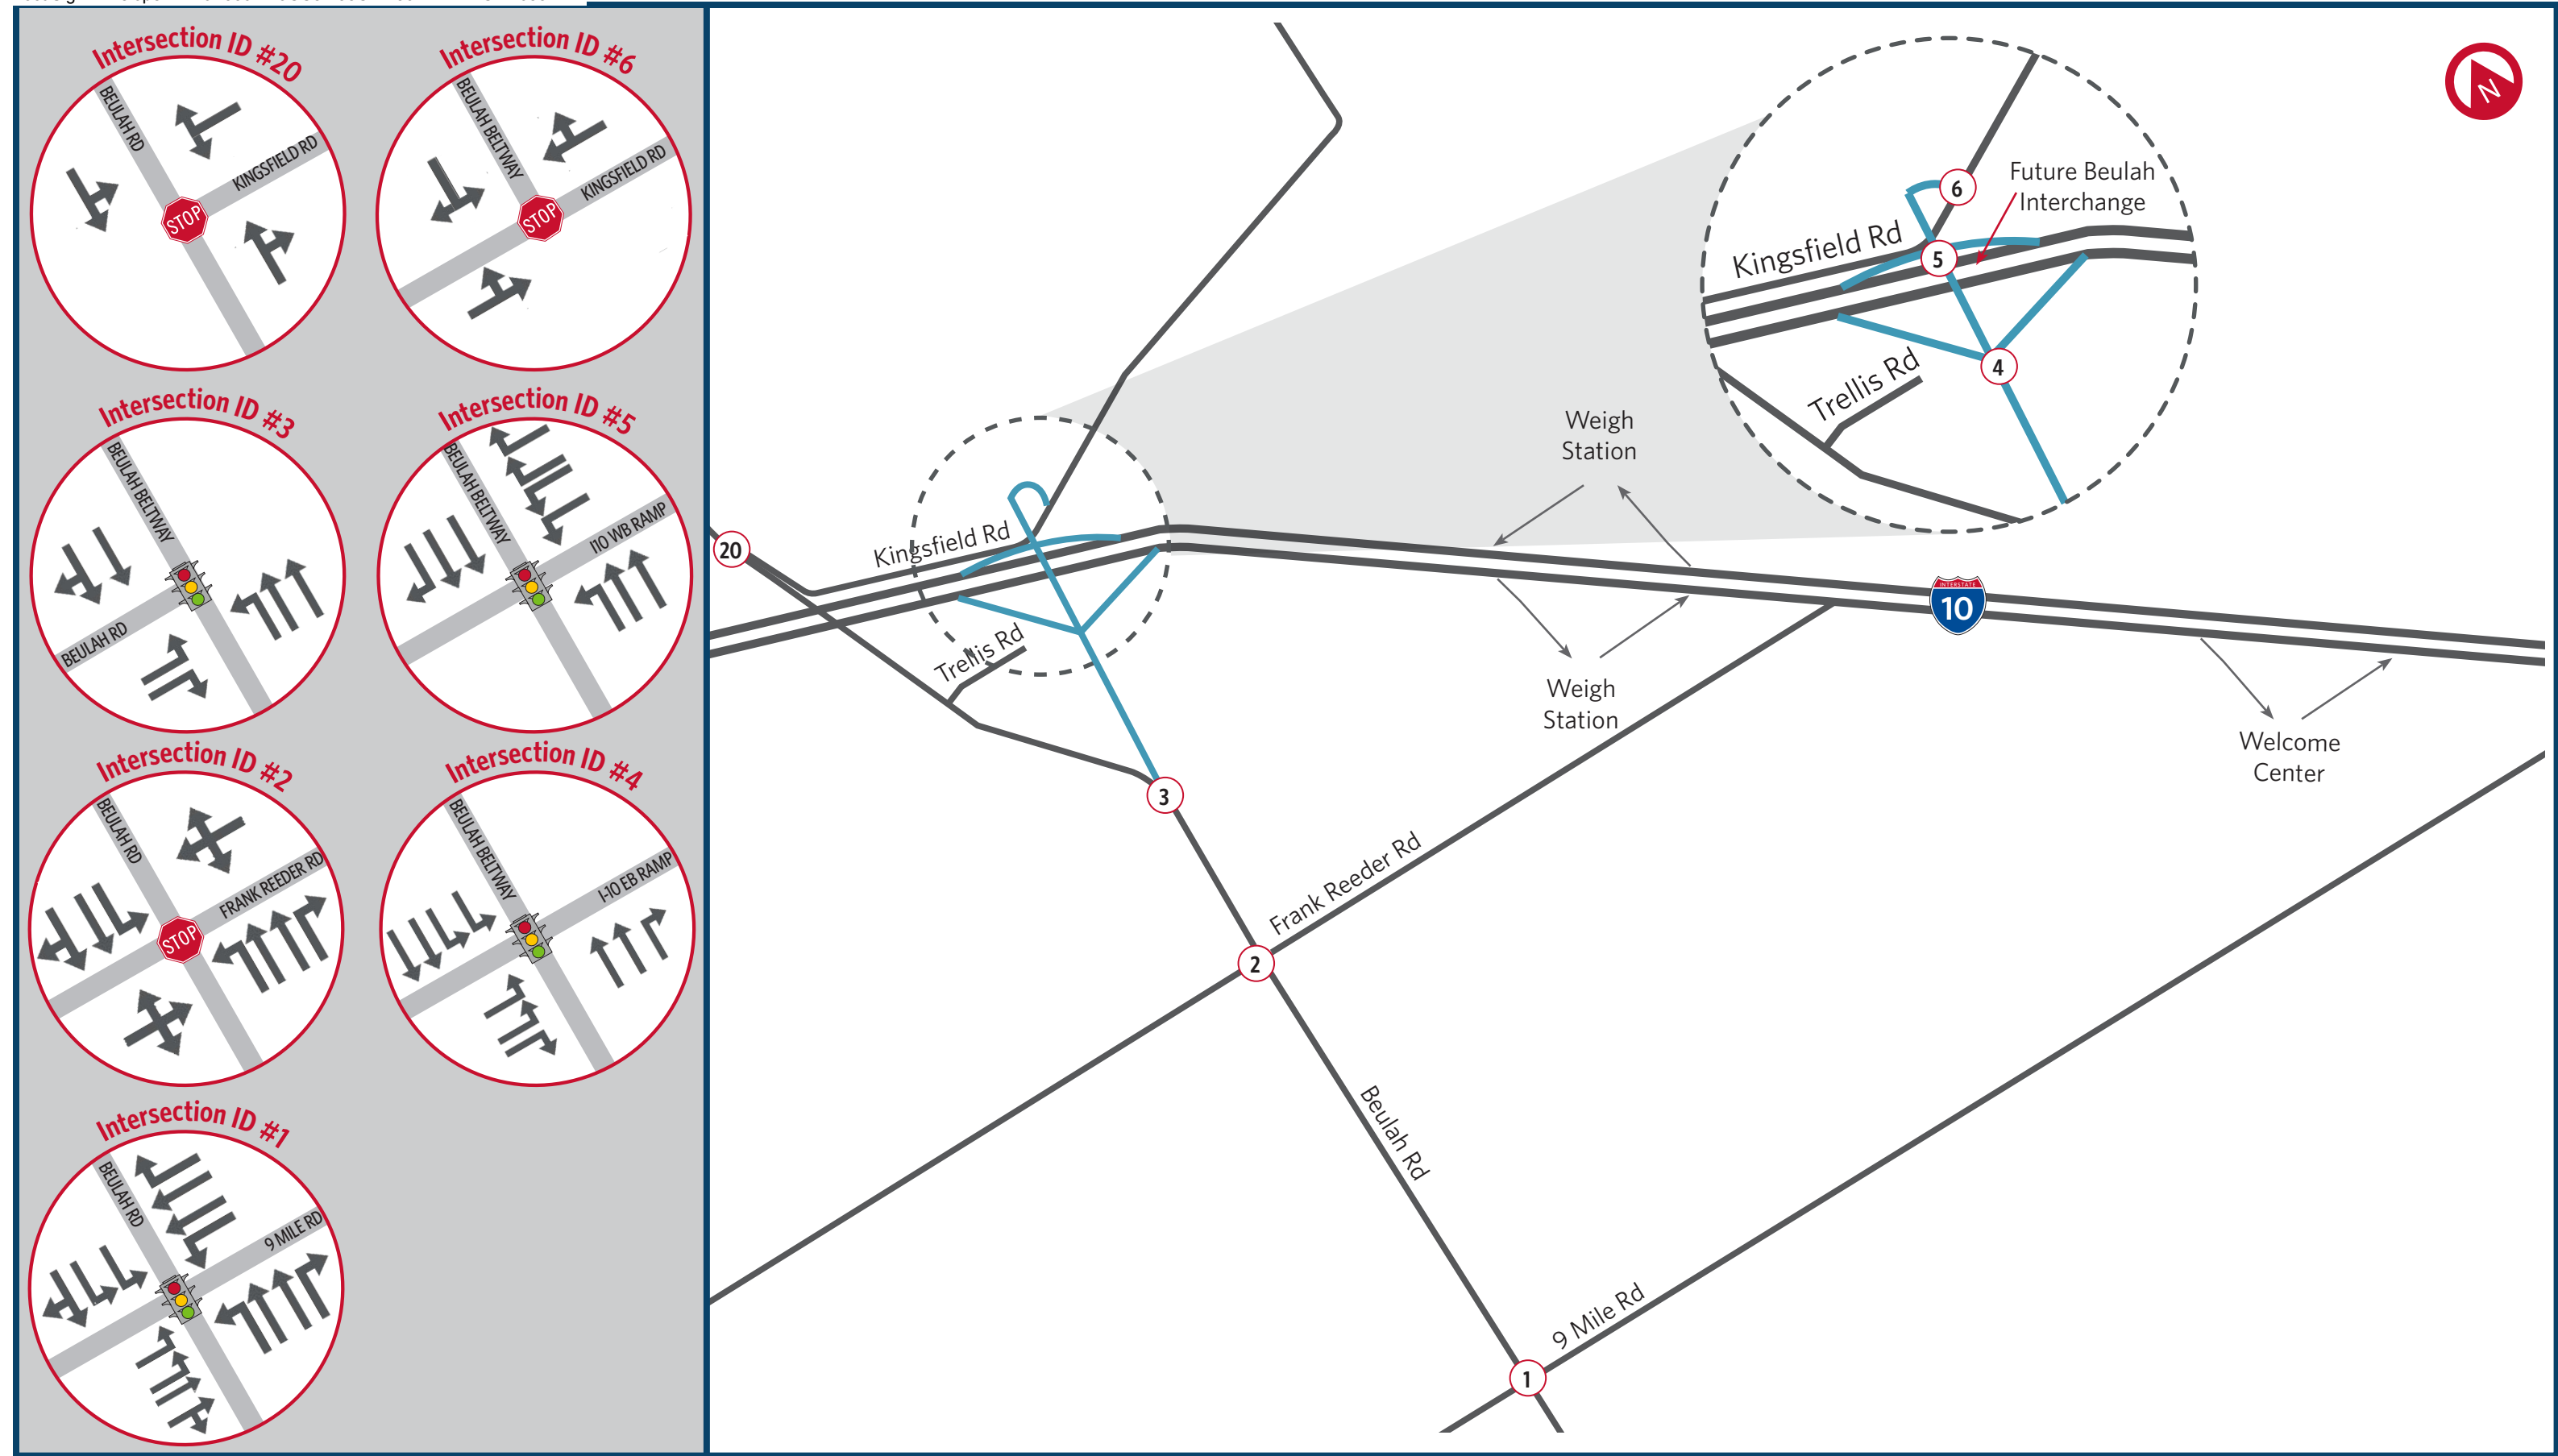 Intersection ID #20
BEULAH RD
KINGSFIELD RD
STOP
Intersection ID #6
BEULAH BELTWAY
KINGSFIELD RD
STOP
Intersection ID #3
BEULAH BELTWAY
BEULAH RD
Intersection ID #5
BEULAH BELTWAY
I10 WB RAMP
Intersection ID #2
BEULAH RD
FRANK REEDER RD
STOP
Intersection ID #4
BEULAH BELTWAY
I-10 EB RAMP
Intersection ID #1
BEULAH RD
9 MILE RD
N
6
Future Beulah
Interchange
Kingsfield Rd
5
4
Trellis Rd
Weigh
Station
20
Kingsfield Rd
INTERSTATE
10
Trellis Rd
Weigh
Station
Welcome
Center
3
Frank Reeder Rd
2
Beulah Rd
9 Mile Rd
1